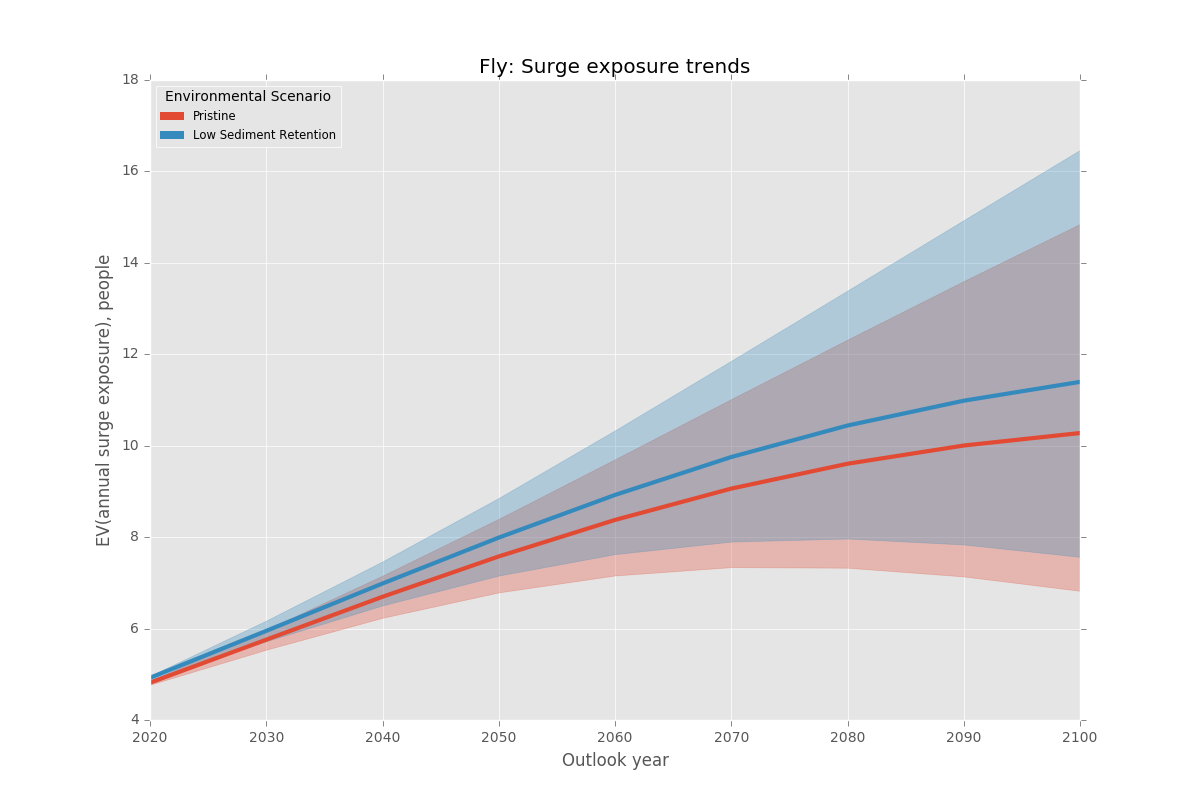 Fly: Surge exposure trends
Environmental Scenario
Pristine
Low Sediment Retention
EV(annual surge exposure), people
18
16
14
12
10
8
6
4
2020 2030 2040 2050 2060 2070 2080 2090 2100
Outlook year